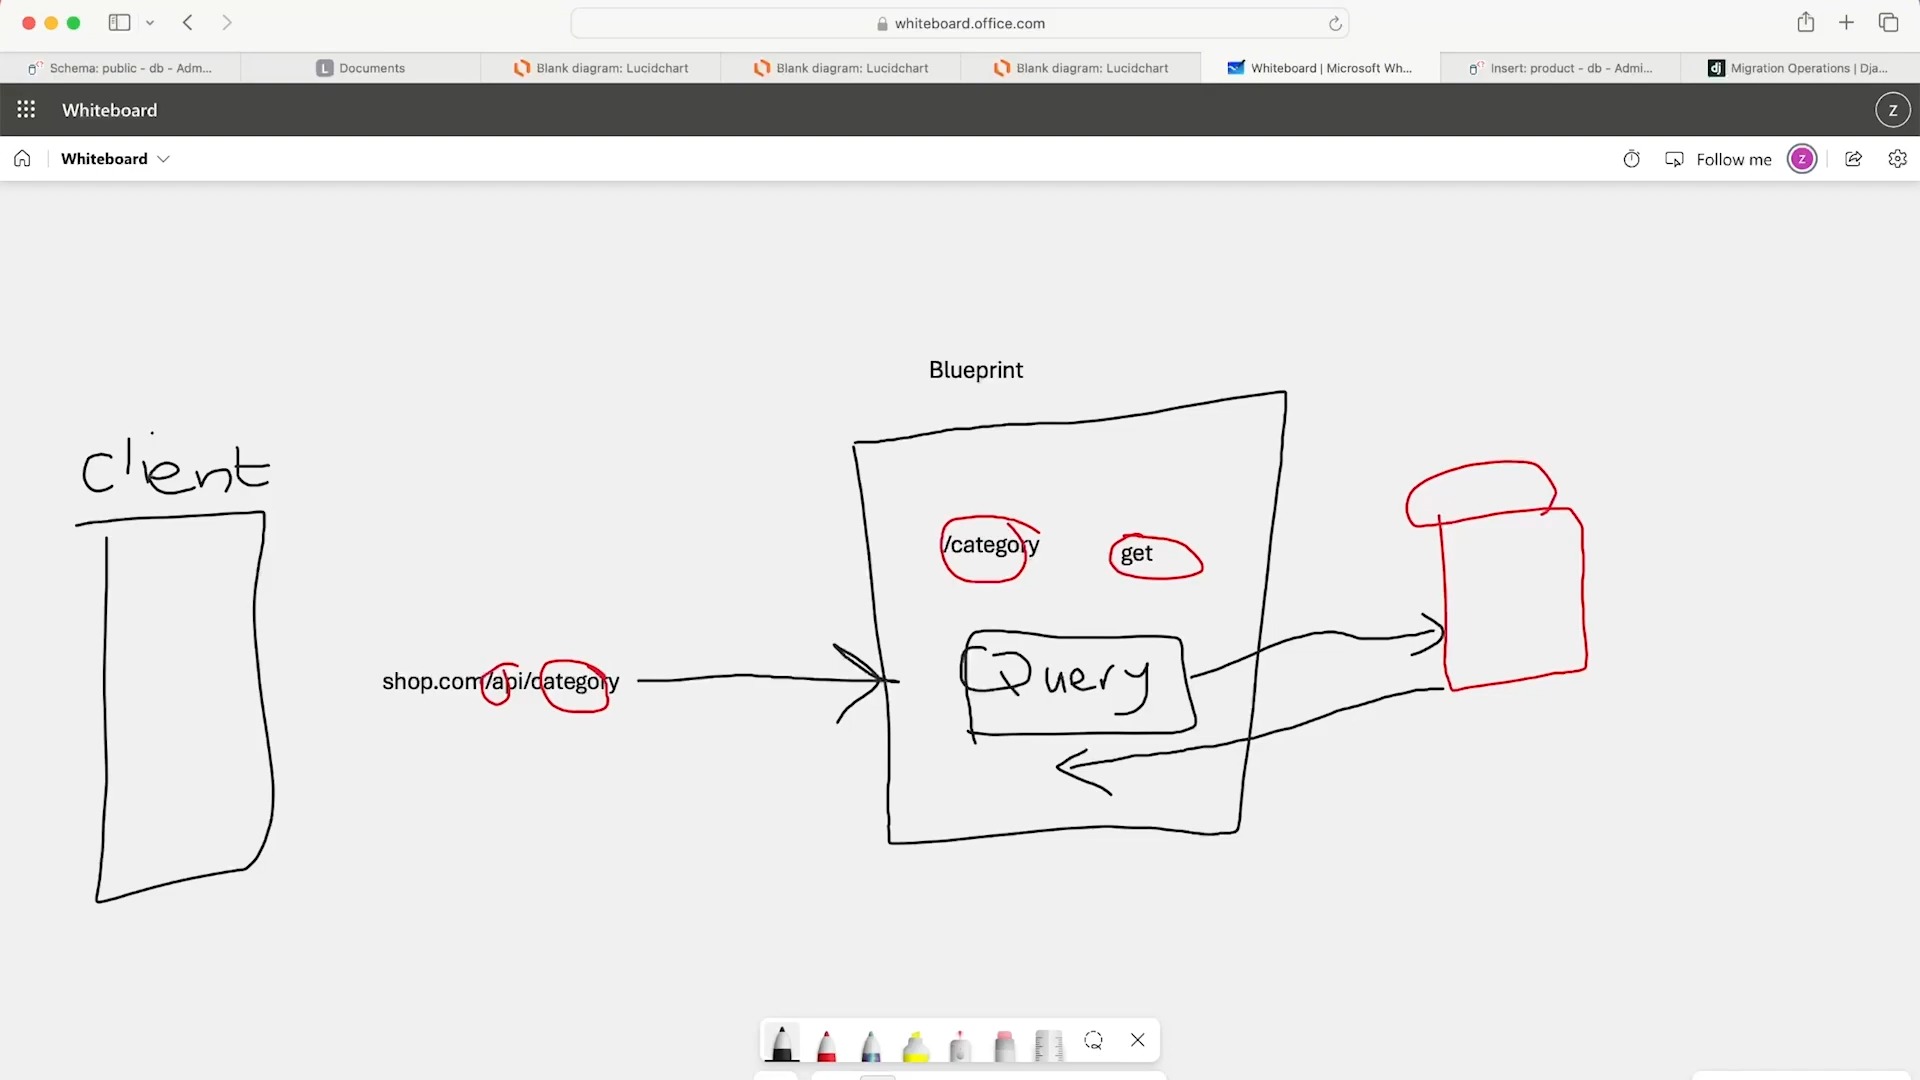 whiteboard.office.com
Schema: public - db - Adm...
L Documents
Blank diagram: Lucidchart
Blank diagram: Lucidchart
Blank diagram: Lucidchart
Whiteboard | Microsoft Wh...
Insert: product - db - Admi...
dj Migration Operations | Dja...
Whiteboard
Z
Whiteboard
Follow me
Z
Blueprint
client
/category
get
shop.com/api/category
Query